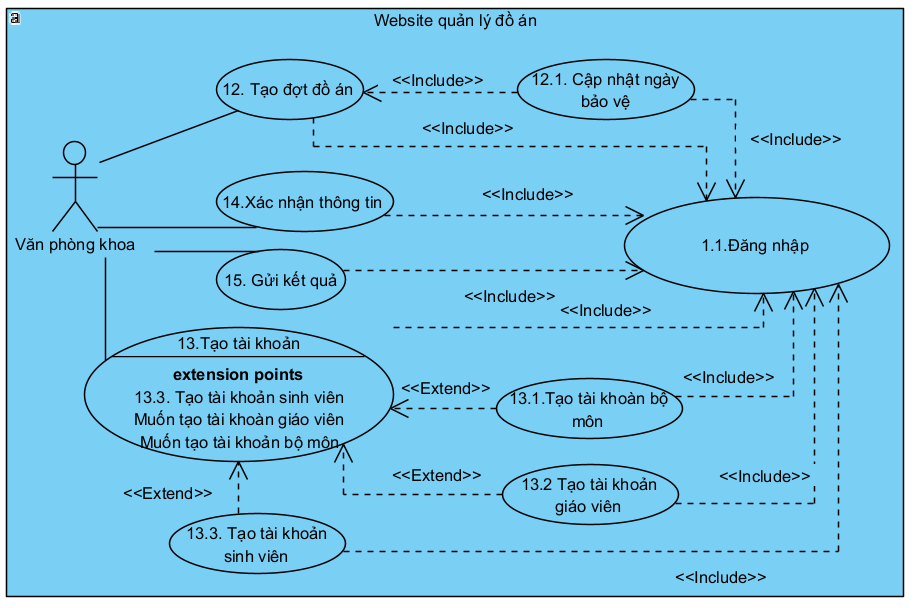 a
Website quản lý đồ án
12. Tạo đợt đồ án
<<Include>>
12.1. Cập nhật ngày
bảo vệ
<<Include>>
<<Include>>
14.Xác nhận thông tin
<<Include>>
Văn phòng khoa
1.1.Đăng nhập
15. Gửi kết quả
<<Include>>
<<Include>>
13.Tạo tài khoản
extension points
13.3. Tạo tài khoản sinh viên
Muốn tạo tài khoàn giáo viên
Muốn tạo tài khoản bộ môn
<<Extend>>
<<Include>>
13.1.Tạo tài khoàn bộ
môn
<<Extend>>
<<Include>>
13.2 Tạo tài khoản
giáo viên
<<Extend>>
13.3. Tạo tài khoản
sinh viên
<<Include>>